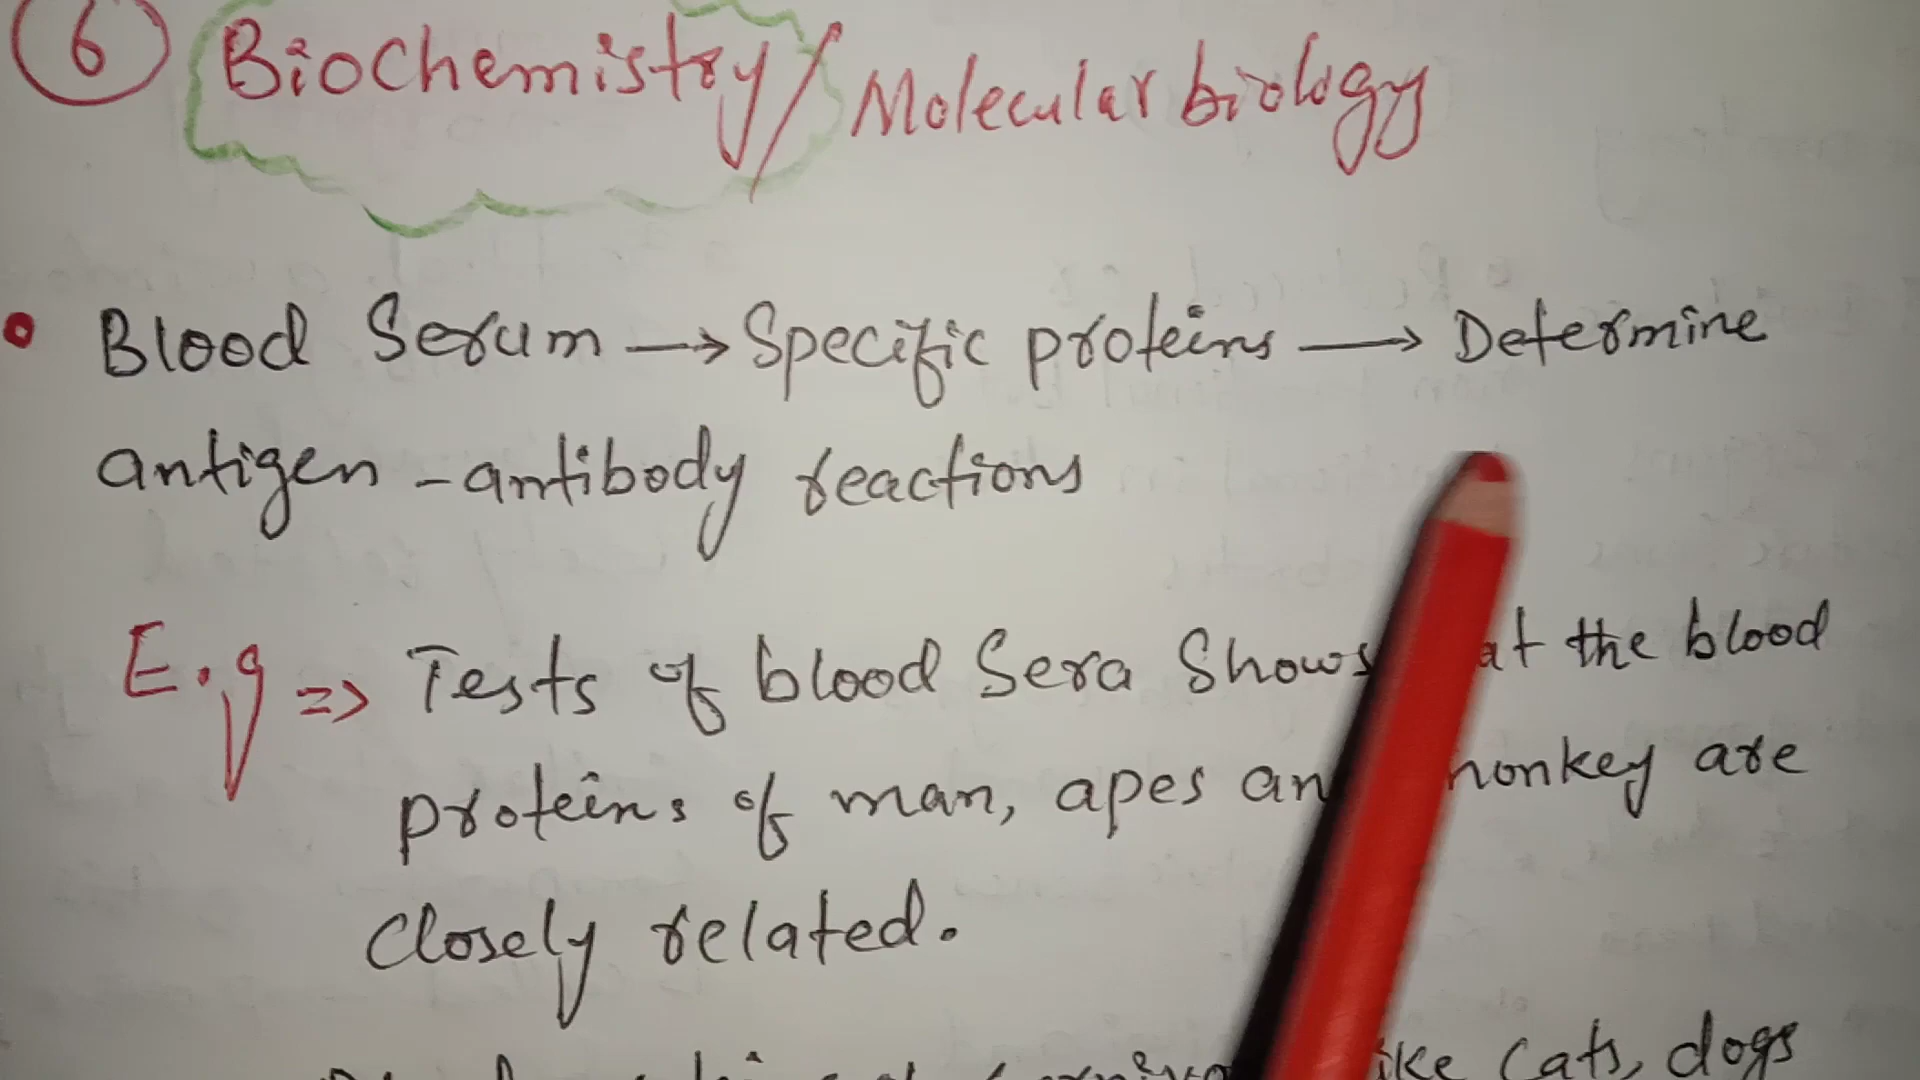 6 Biochemistry/Molecular biology
Blood Serum → Specific proteins → Determine
antigen - antibody reactions
E.g => Tests of blood Sera Shows at the blood
proteins of man, apes an onkey are
Closely related.
ike Cats, dogs